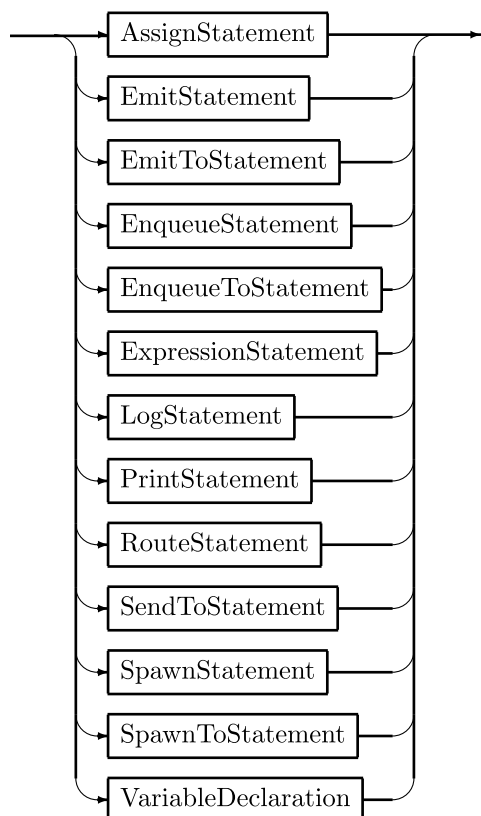 AssignStatement
EmitStatement
EmitToStatement
EnqueueStatement
EnqueueToStatement
ExpressionStatement
LogStatement
PrintStatement
RouteStatement
SendToStatement
SpawnStatement
SpawnToStatement
VariableDeclaration